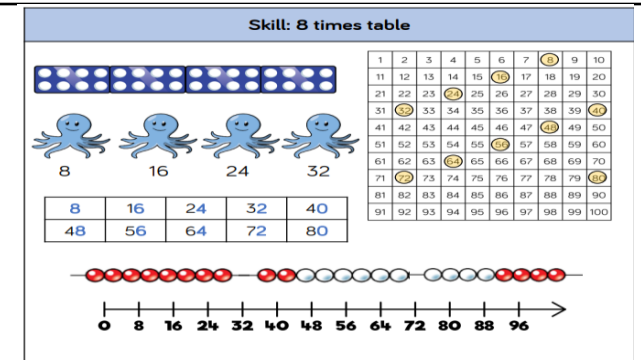 Skill: 8 times table
1 2 3 4 5 6 7 8 9 10
11 12 13 14 15 16 17 18 19 20
21 22 23 24 25 26 27 28 29 30
31 32 33 34 35 36 37 38 39 40
41 42 43 44 45 46 47 48 49 50
51 52 53 54 55 56 57 58 59 60
61 62 63 64 65 66 67 68 69 70
71 72 73 74 75 76 77 78 79 80
81 82 83 84 85 86 87 88 89 90
91 92 93 94 95 96 97 98 99 100
8 16 24 32
8 16 24 32 40
48 56 64 72 80
0 8 16 24 32 40 48 56 64 72 80 88 96